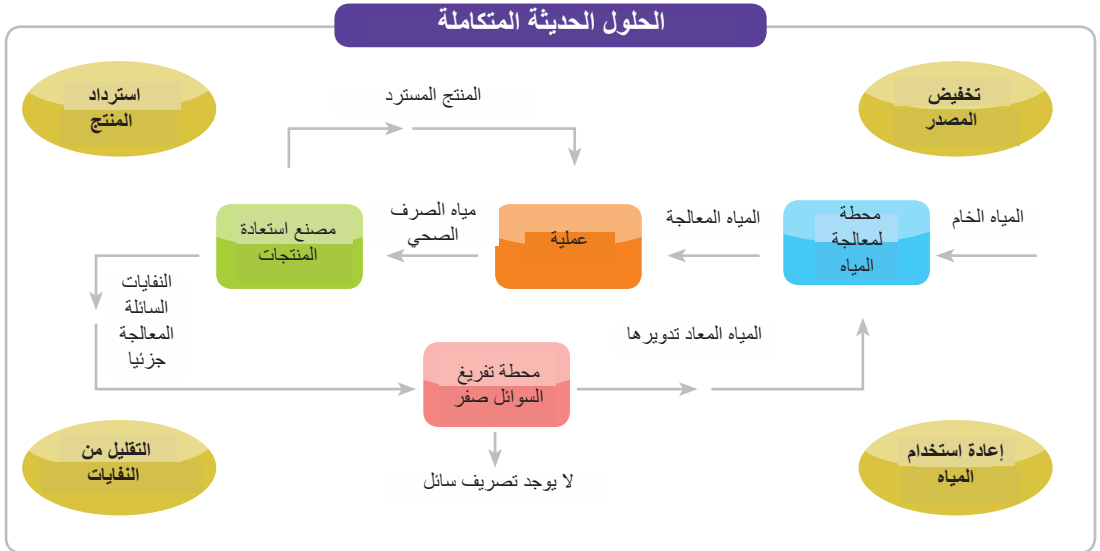 الحلول الحديثة المتكاملة
تخفيض
المصدر
استرداد
المنتج
المنتج المسترد
المياه الخام
محطة
لمعالجة
المياه
المياه المعالجة
عملية
مياه الصرف
الصحي
مصنع استعادة
المنتجات
النفايات
السائلة
المعالجة
جزئيا
محطة تفريغ
السوائل صفر
المياه المعاد تدويرها
لا يوجد تصريف سائل
إعادة استخدام
المياه
التقليل من
النفايات